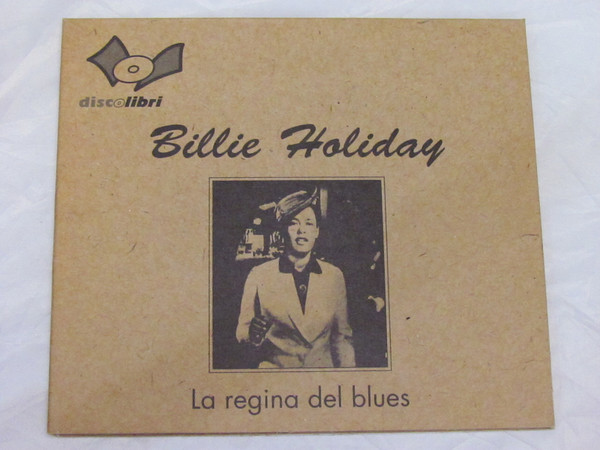 discolibri
Billie Holiday
La regina del blues